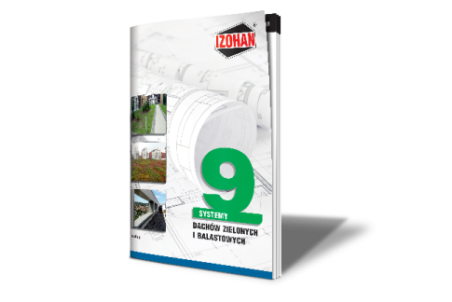 IZOHAN
9
SYSTEMY
DACHÓW ZIELONYCH
I BALASTOWYCH